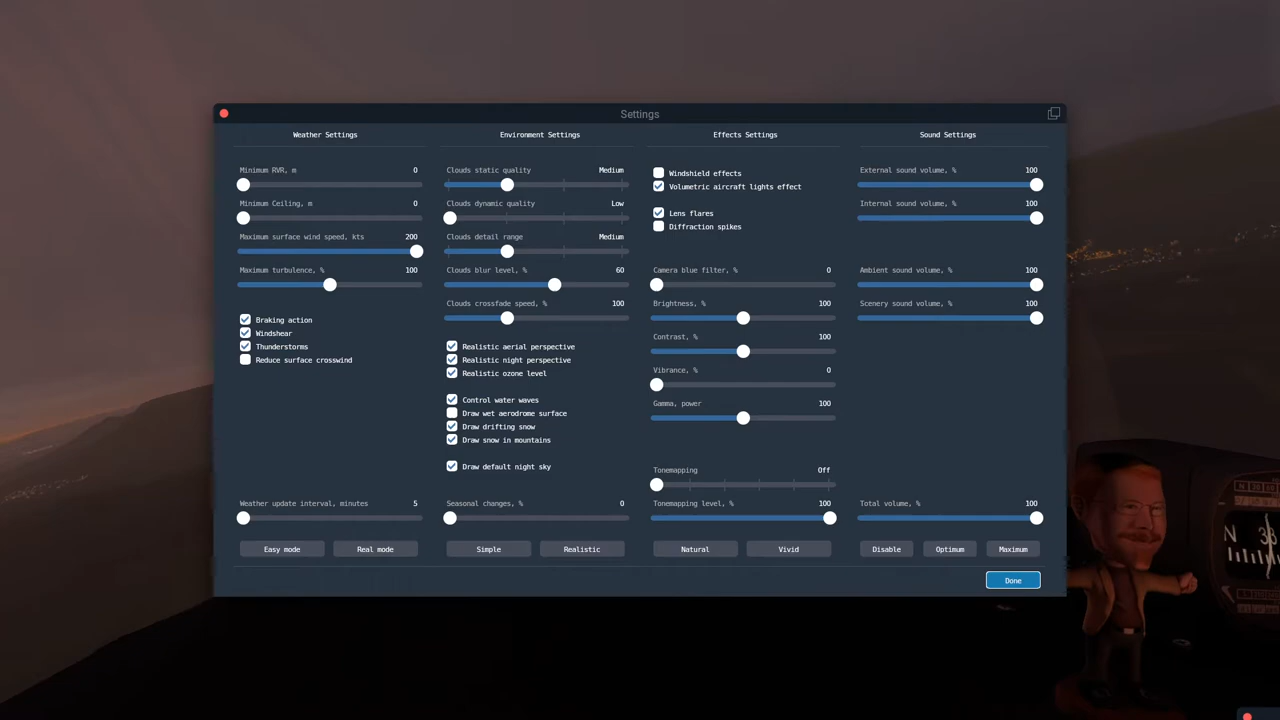 Settings
Weather Settings
Minimum RVR, m 0
Minimum Ceiling, m 0
Maximum surface wind speed, kts 200
Maximum turbulence, % 100
Braking action
Windshear
Thunderstorms
Reduce surface crosswind
Weather update interval, minutes 5
Easy mode Real mode
Environment Settings
Clouds static quality Medium
Clouds dynamic quality Low
Clouds detail range Medium
Clouds blur level, % 60
Clouds crossfade speed, % 100
Realistic aerial perspective
Realistic night perspective
Realistic ozone level
Control water waves
Draw wet aerodrome surface
Draw drifting snow
Draw snow in mountains
Draw default night sky
Seasonal changes, % 0
Simple Realistic
Effects Settings
Windshield effects
Volumetric aircraft lights effect
Lens flares
Diffraction spikes
Camera blue filter, % 0
Brightness, % 100
Contrast, % 100
Vibrance, % 0
Gamma, power 100
Tonemapping Off
Tonemapping level, % 100
Natural Vivid
Sound Settings
External sound volume, % 100
Internal sound volume, % 100
Ambient sound volume, % 100
Scenery sound volume, % 100
Total volume, % 100
Disable Optimum Maximum
Done
N 30
N 33